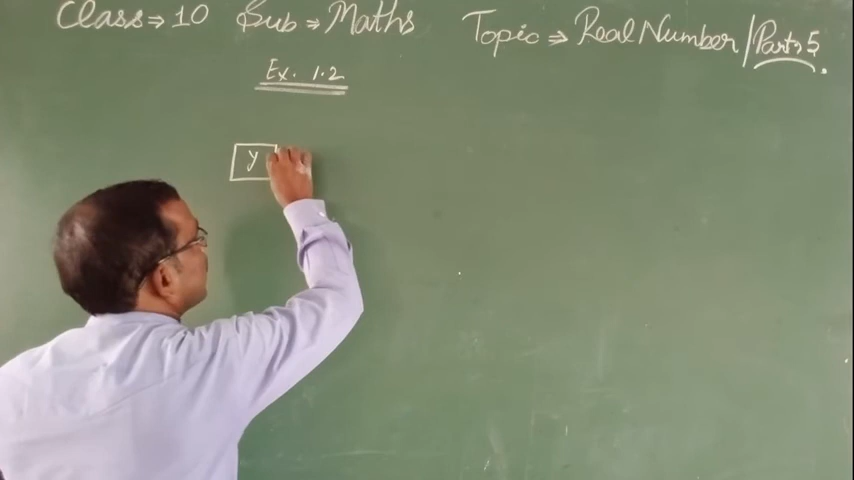 Class ⇒ 10 Sub ⇒ Maths Topic ⇒ Real Number / Part ⇒ 5.
Ex. 1.2
y